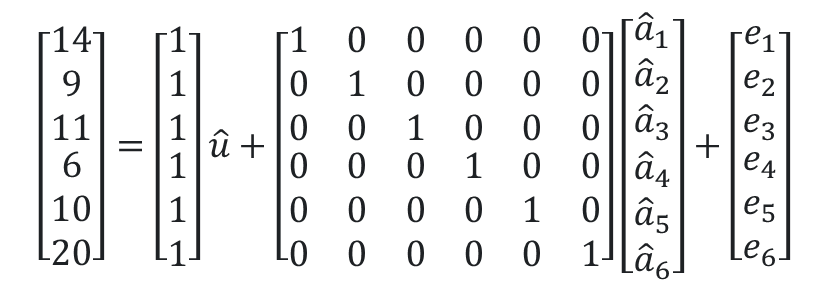 [14] [1] [1 0 0 0 0 0] [â₁] [e₁]
[9] [1] [0 1 0 0 0 0] [â₂] [e₂]
[11] [1] [0 0 1 0 0 0] [â₃] [e₃]
[6] = [1] û + [0 0 0 1 0 0] [â₄] + [e₄]
[10] [1] [0 0 0 0 1 0] [â₅] [e₅]
[20] [1] [0 0 0 0 0 1] [â₆] [e₆]